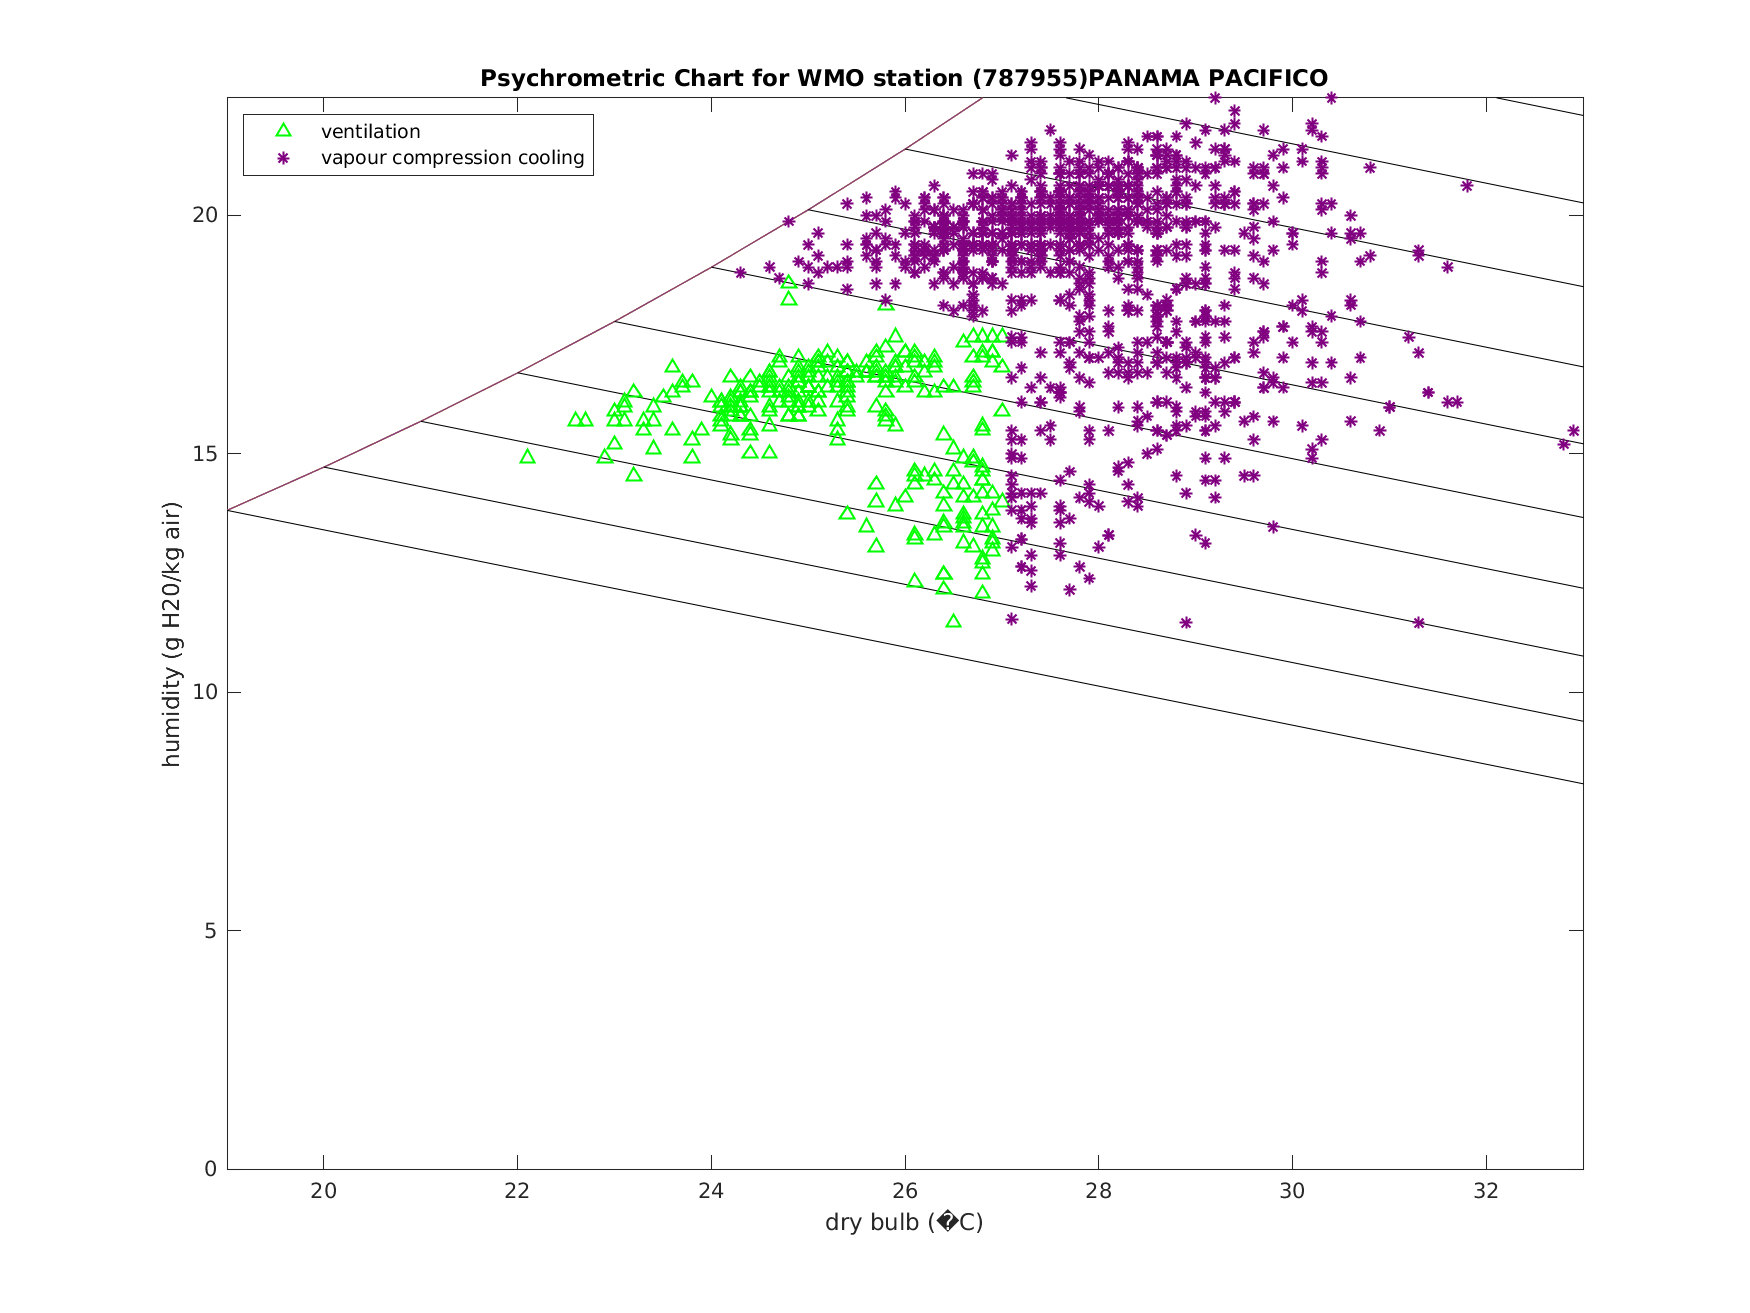 Psychrometric Chart for WMO station (787955)PANAMA PACIFICO
ventilation
vapour compression cooling
humidity (g H20/kg air)
20
15
10
5
0
20 22 24 26 28 30 32
dry bulb (�C)